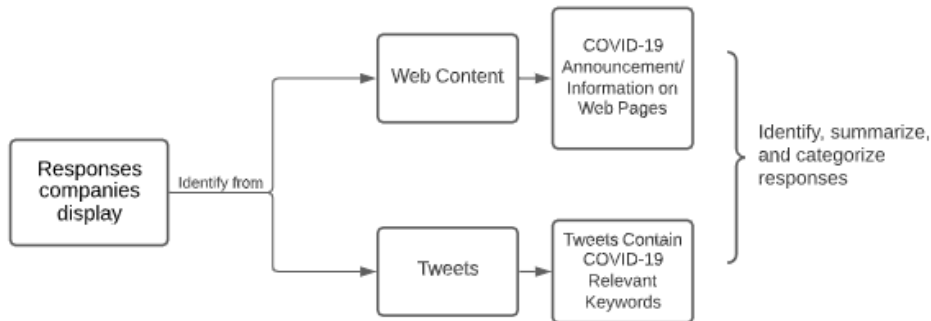 Responses
companies
display
Identify from
Web Content
COVID-19
Announcement/
Information on
Web Pages
Tweets
Tweets Contain
COVID-19
Relevant
Keywords
Identify, summarize,
and categorize
responses